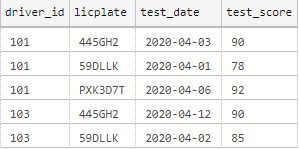 driver_id licplate test_date test_score
101 445GH2 2020-04-03 90
101 59DLLK 2020-04-01 78
101 PXK3D7T 2020-04-06 92
103 445GH2 2020-04-12 90
103 59DLLK 2020-04-02 85